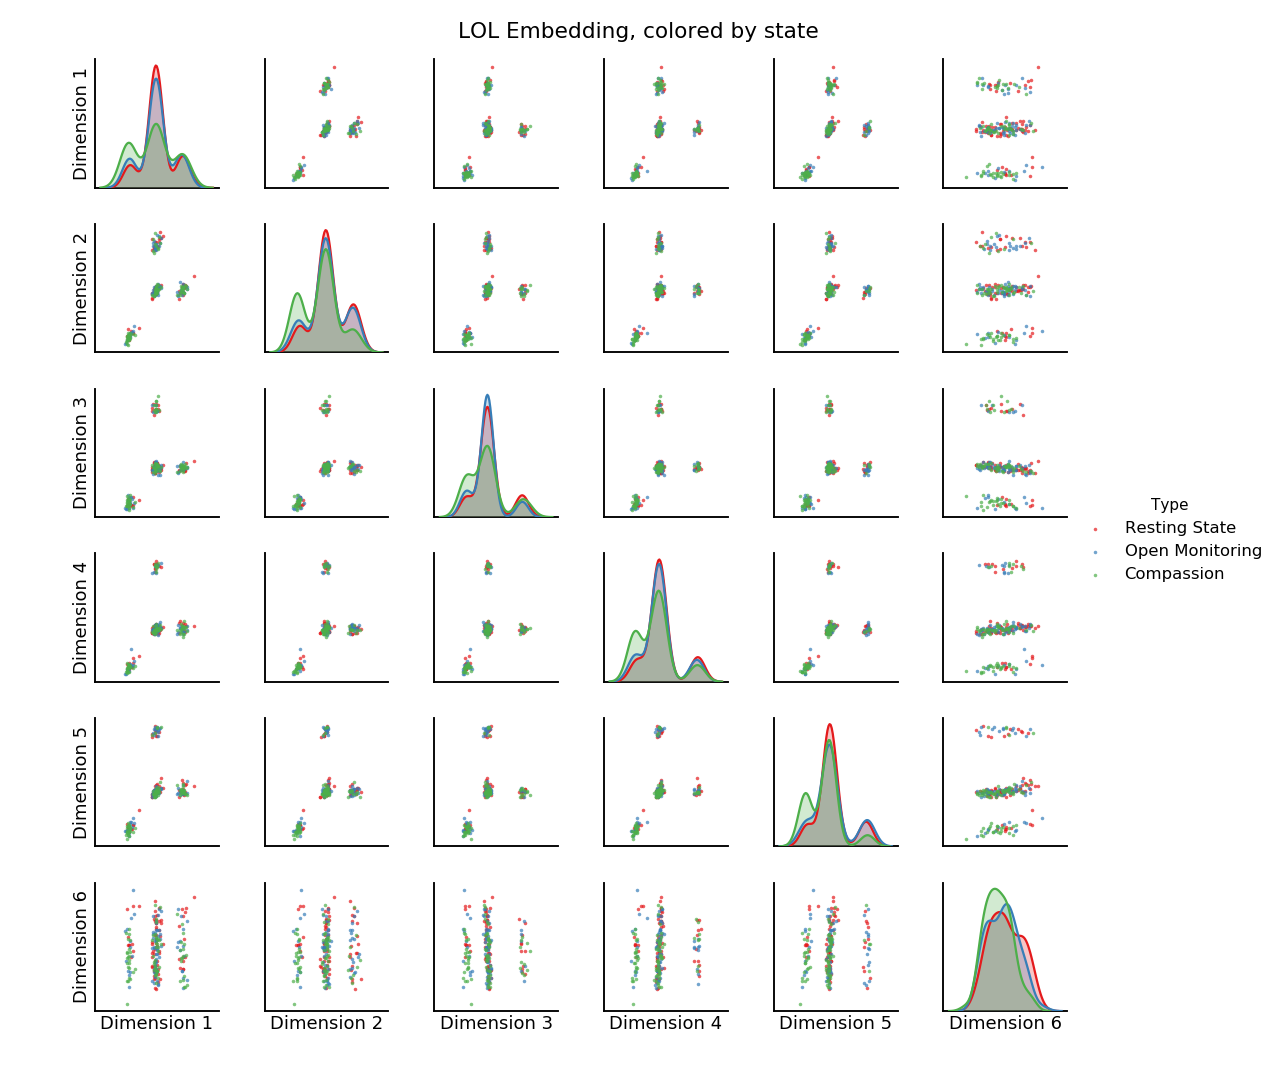 LOL Embedding, colored by state
Dimension 1
Dimension 2
Dimension 3
Dimension 4
Dimension 5
Dimension 6
Type
Resting State
Open Monitoring
Compassion
Dimension 1
Dimension 2
Dimension 3
Dimension 4
Dimension 5
Dimension 6